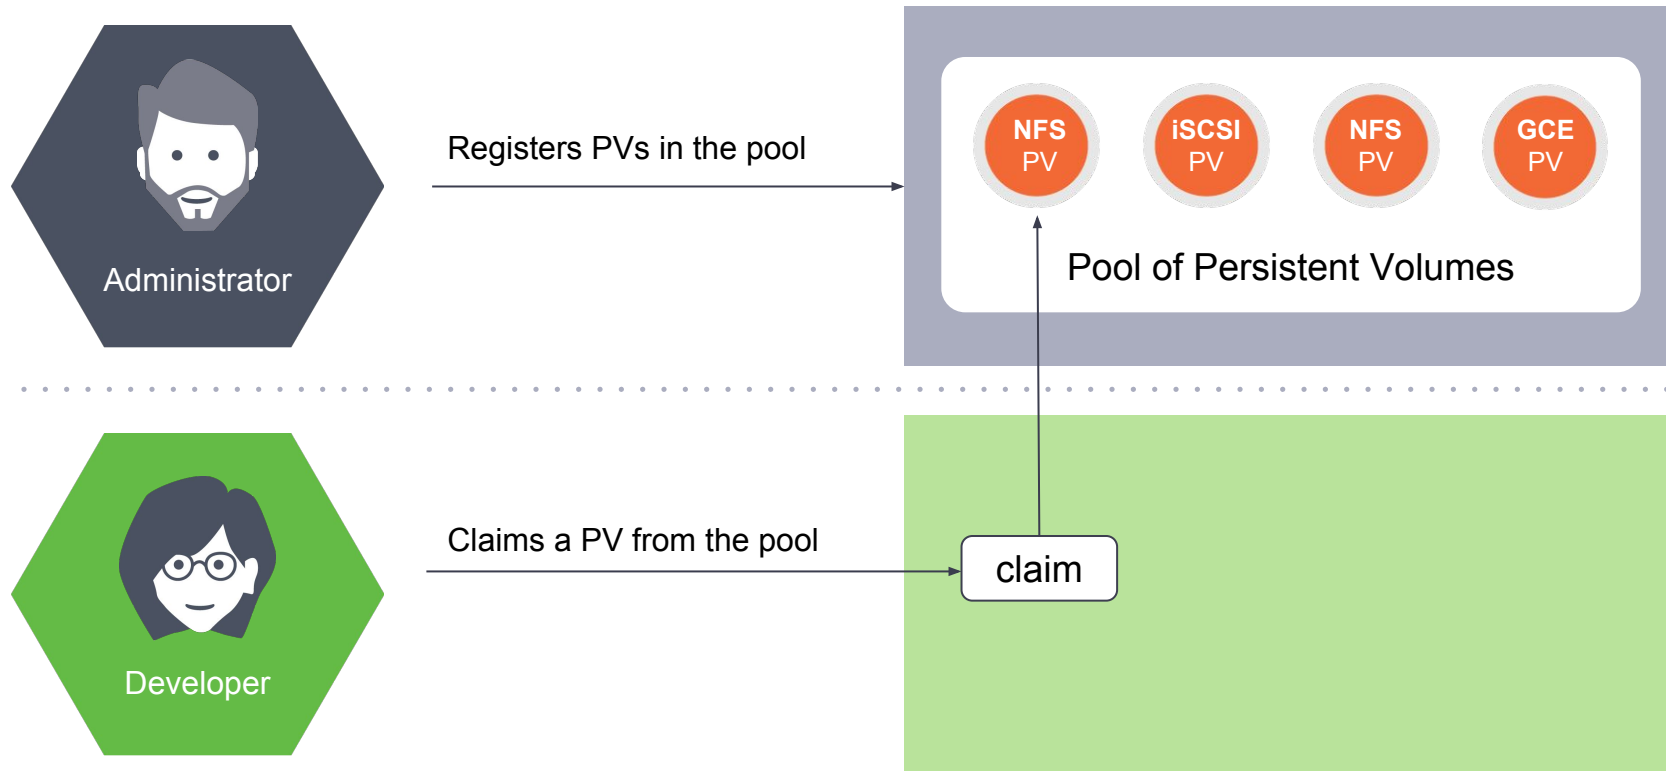 Administrator
Registers PVs in the pool
NFS
PV
iSCSI
PV
NFS
PV
GCE
PV
Pool of Persistent Volumes
Developer
Claims a PV from the pool
claim